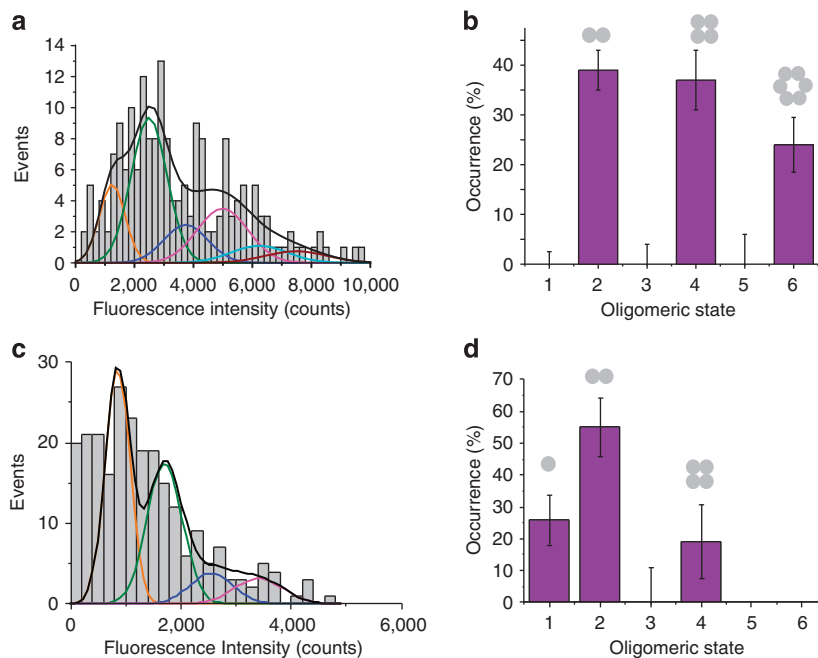 a
14
12
10
8
6
4
2
0
Events
0 2,000 4,000 6,000 8,000 10,000
Fluorescence intensity (counts)
b
40
30
20
10
0
Occurrence (%)
1 2 3 4 5 6
Oligomeric state
c
30
20
10
0
Events
0 2,000 4,000 6,000
Fluorescence Intensity (counts)
d
70
60
50
40
30
20
10
0
Occurrence (%)
1 2 3 4 5 6
Oligomeric state